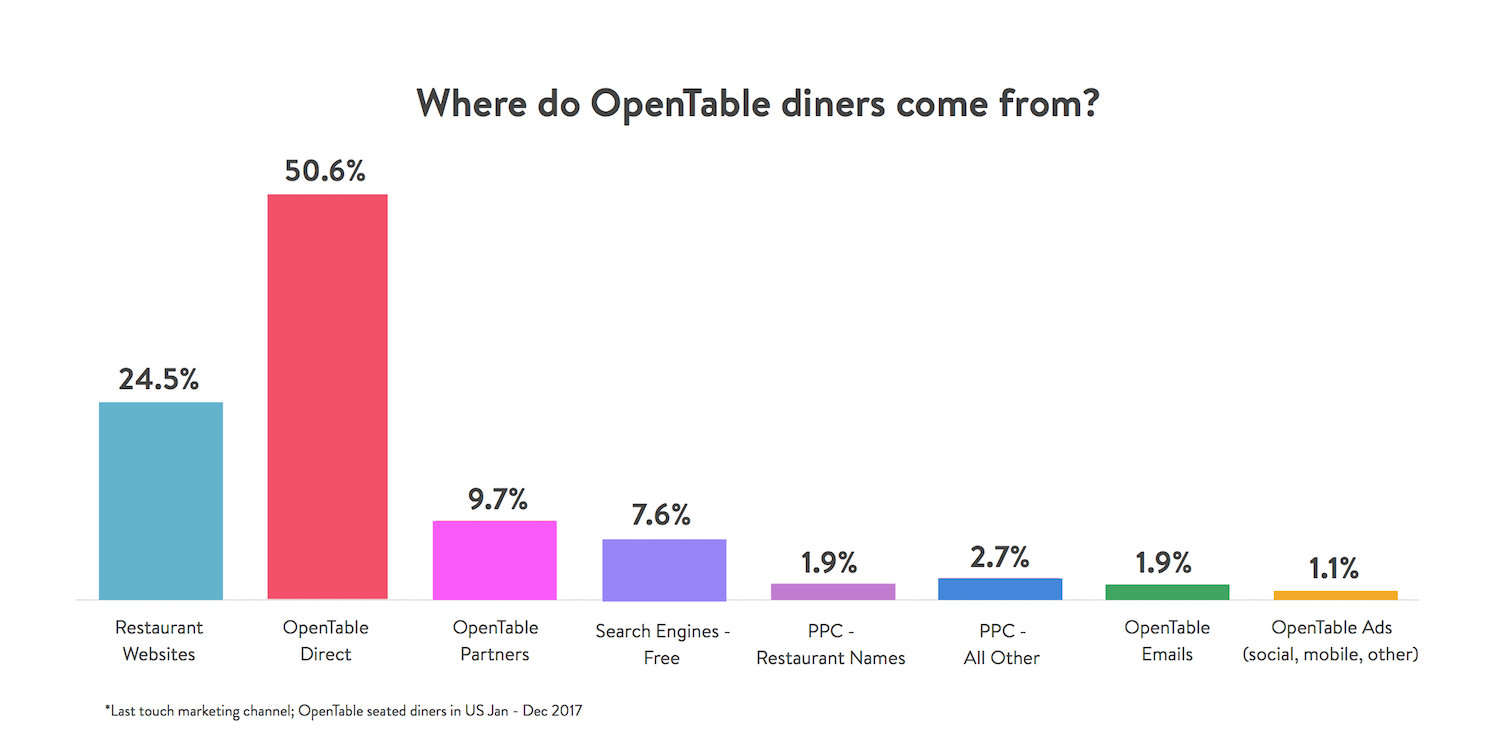 Where do OpenTable diners come from?
50.6%
24.5%
9.7%
7.6%
1.9%
2.7%
1.9%
1.1%
Restaurant
Websites
OpenTable
Direct
OpenTable
Partners
Search Engines -
Free
PPC -
Restaurant Names
PPC -
All Other
OpenTable
Emails
OpenTable Ads
(social, mobile, other)
*Last touch marketing channel; OpenTable seated diners in US Jan - Dec 2017